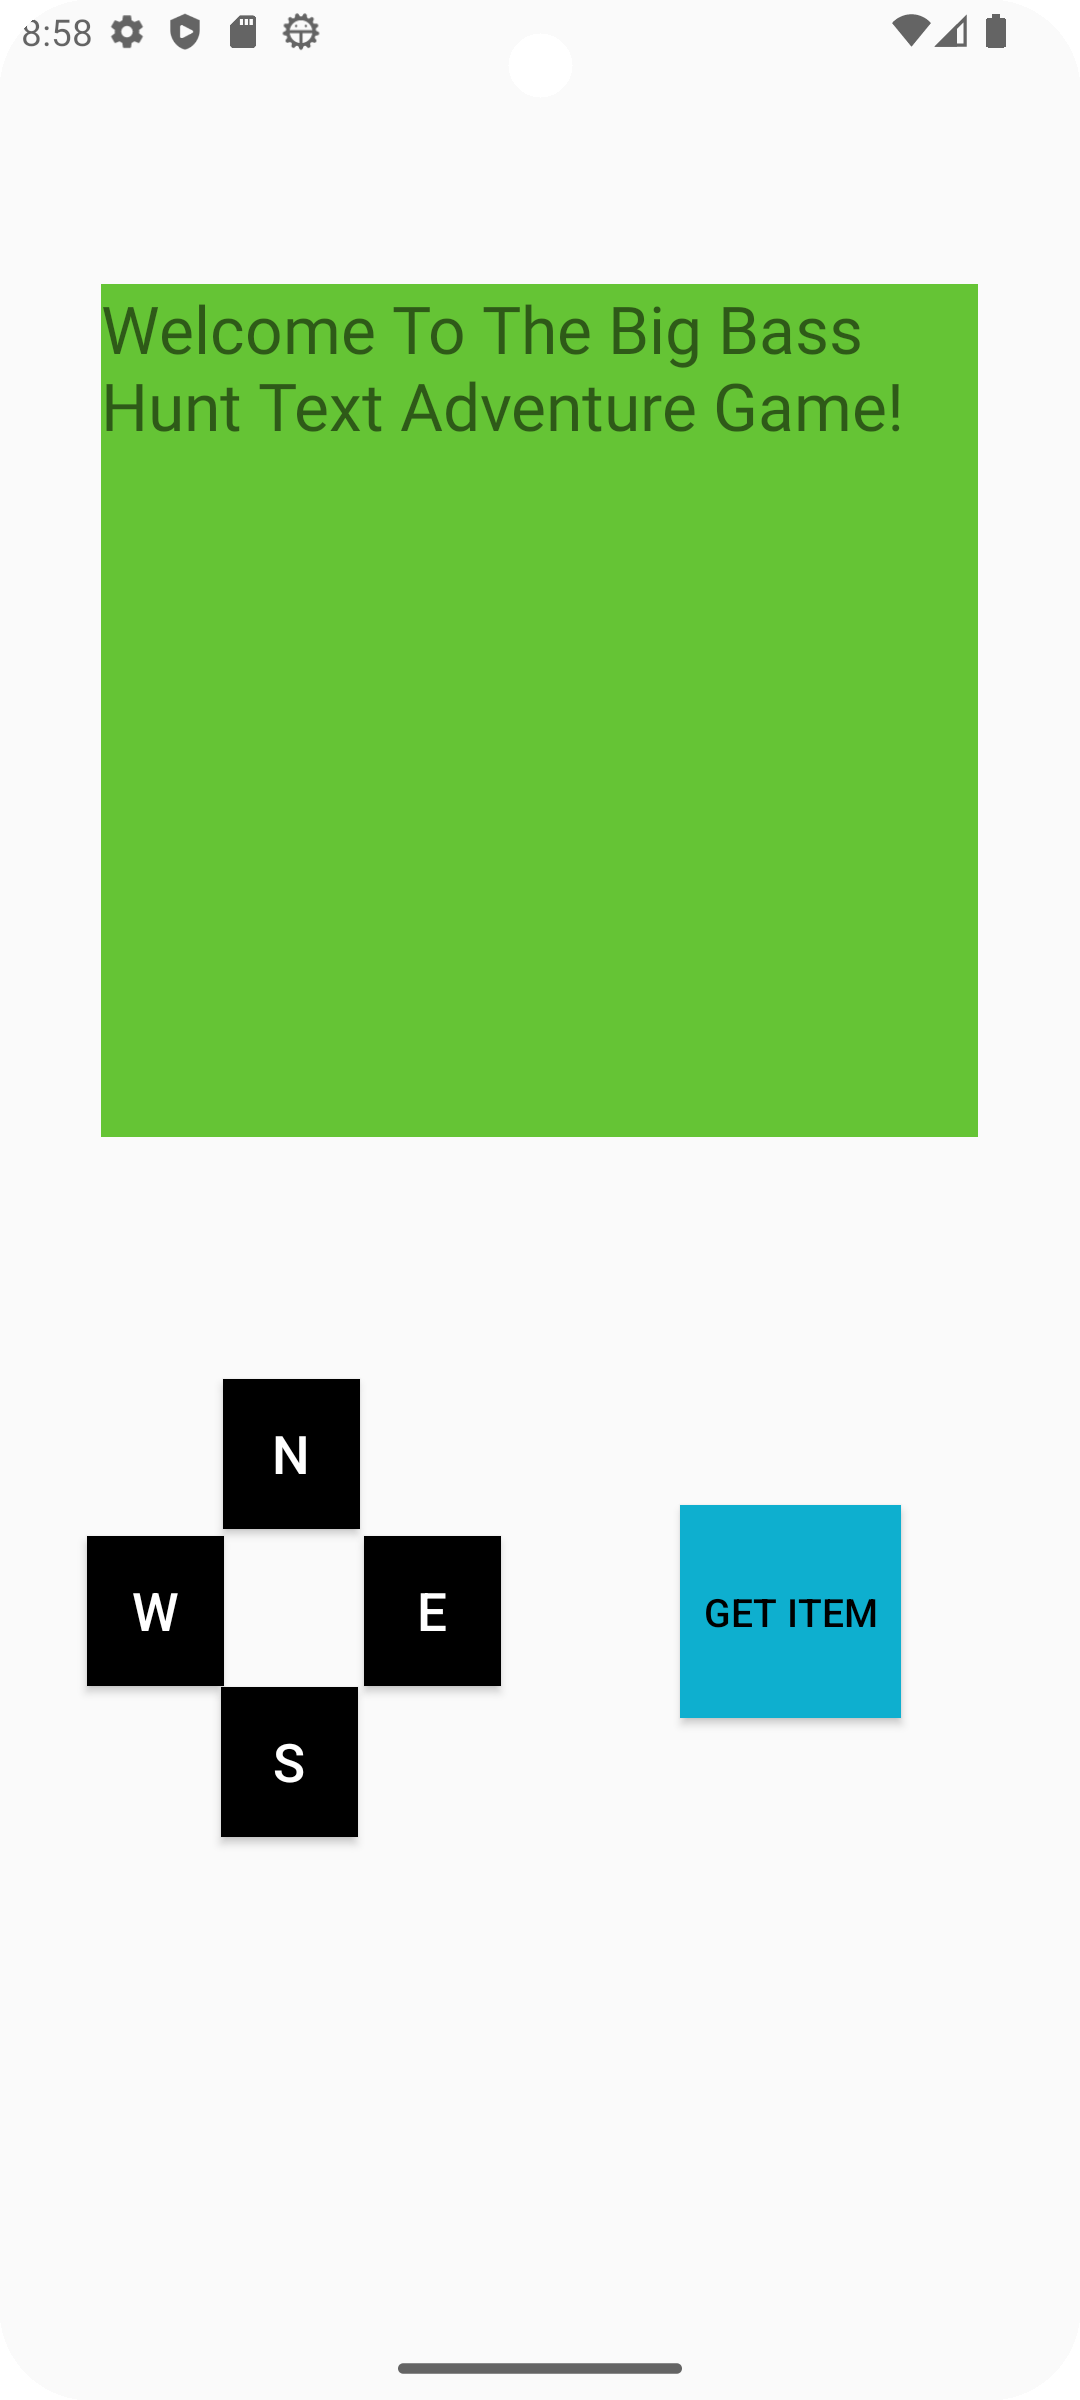 8:58
Welcome To The Big Bass
Hunt Text Adventure Game!
N
W
E
GET ITEM
S